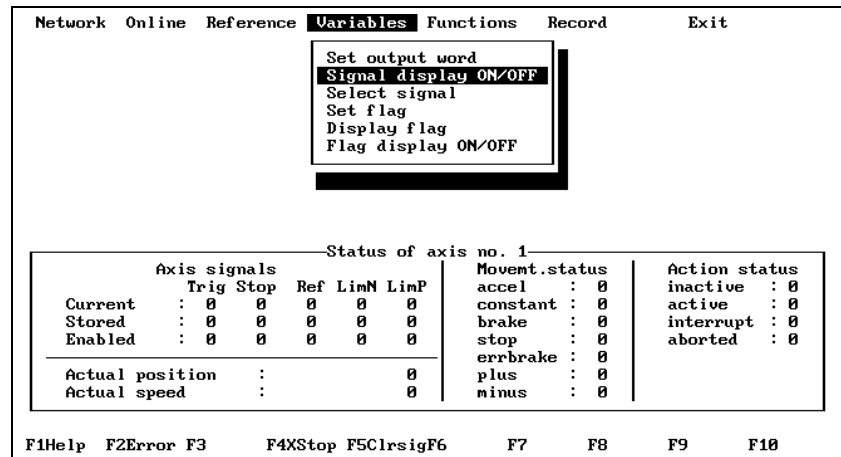 Network Online Reference Variables Functions Record Exit
Set output word
Signal display ON/OFF
Select signal
Set flag
Display flag
Flag display ON/OFF
Status of axis no. 1
Axis signals Movemt.status Action status
Trig Stop Ref LimN LimP accel : 0 inactive : 0
Current : 0 0 0 0 0 constant : 0 active : 0
Stored : 0 0 0 0 0 brake : 0 interrupt : 0
Enabled : 0 0 0 0 0 stop : 0 aborted : 0
errbrake : 0
Actual position : 0 plus : 0
Actual speed : 0 minus : 0
F1Help F2Error F3 F4XStop F5ClrsigF6 F7 F8 F9 F10